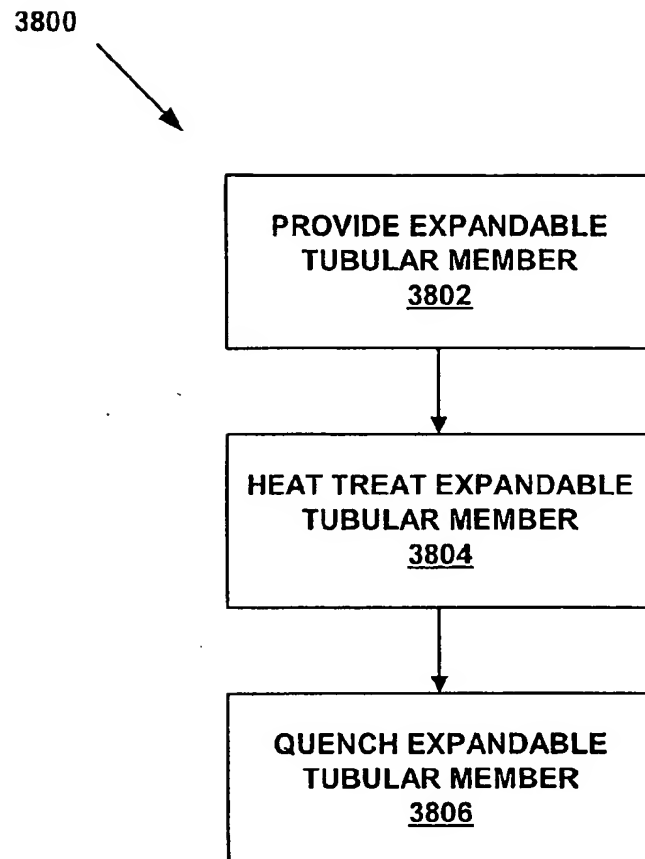 3800
PROVIDE EXPANDABLE
TUBULAR MEMBER
3802
HEAT TREAT EXPANDABLE
TUBULAR MEMBER
3804
QUENCH EXPANDABLE
TUBULAR MEMBER
3806